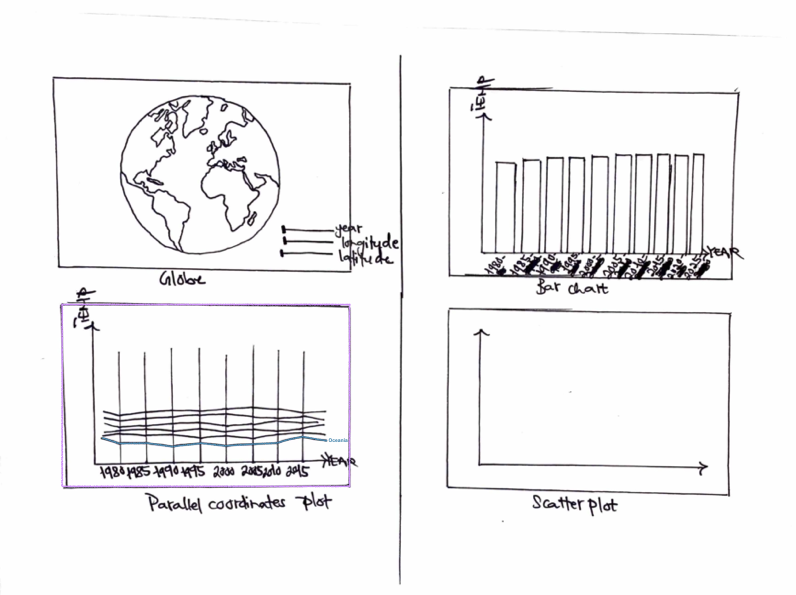 year
longitude
latitude
Globe
TEMP
1980 1985 1990 1995 2000 2005 2010 2015
YEAR
Oceania
Parallel coordinates plot
TEMP
YEAR
Bar chart
Scatter plot